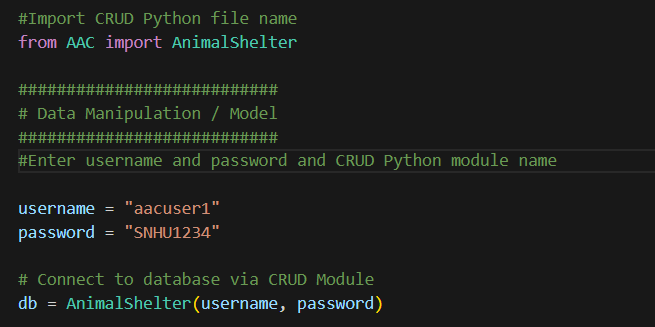 #Import CRUD Python file name
from AAC import AnimalShelter
###########################
# Data Manipulation / Model
###########################
#Enter username and password and CRUD Python module name
username = "aacuser1"
password = "SNHU1234"
# Connect to database via CRUD Module
db = AnimalShelter(username, password)